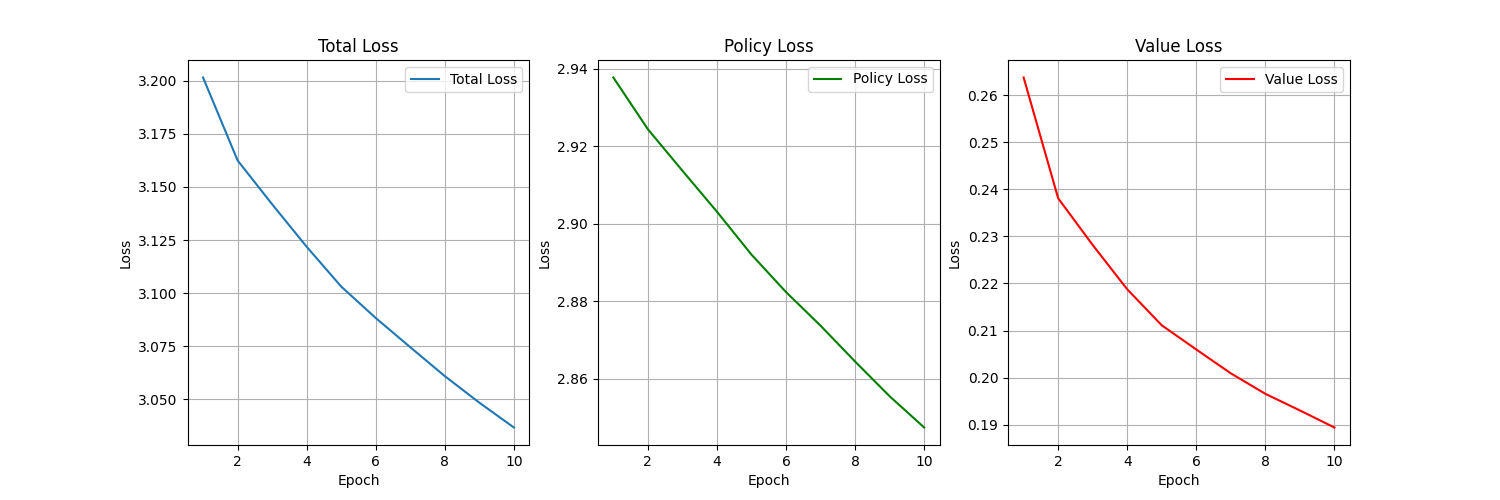 Total Loss
3.200
3.175
3.150
3.125
3.100
3.075
3.050
Loss
2
4
6
8
10
Epoch
Total Loss
Policy Loss
2.94
2.92
2.90
2.88
2.86
Loss
2
4
6
8
10
Epoch
Policy Loss
Value Loss
0.26
0.25
0.24
0.23
0.22
0.21
0.20
0.19
Loss
2
4
6
8
10
Epoch
Value Loss